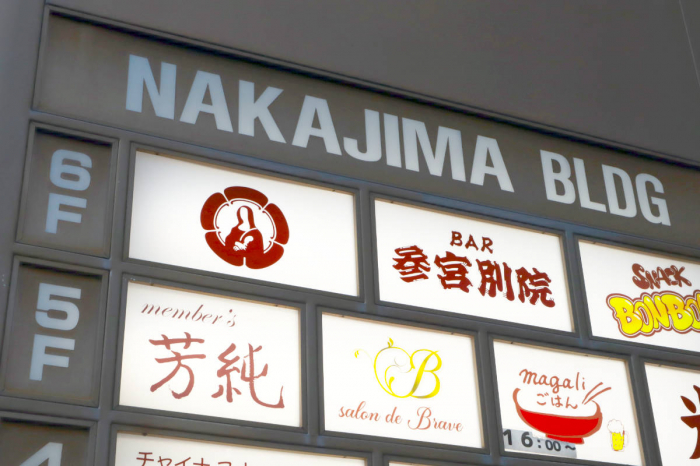 NAKAJIMA BLDG
6F
BAR
参宮別院
SNACK
5F
member's
芳純
B
salon de Brave
magali
ごはん
16:00〜